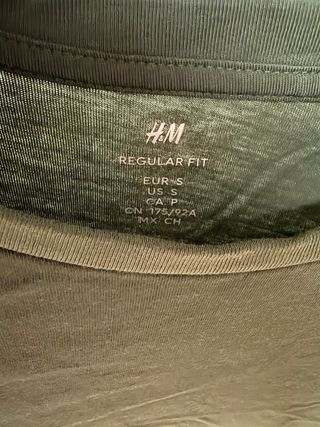 H&M
REGULAR FIT
EUR S
US S
CA P
CN 175/92A
MX CH